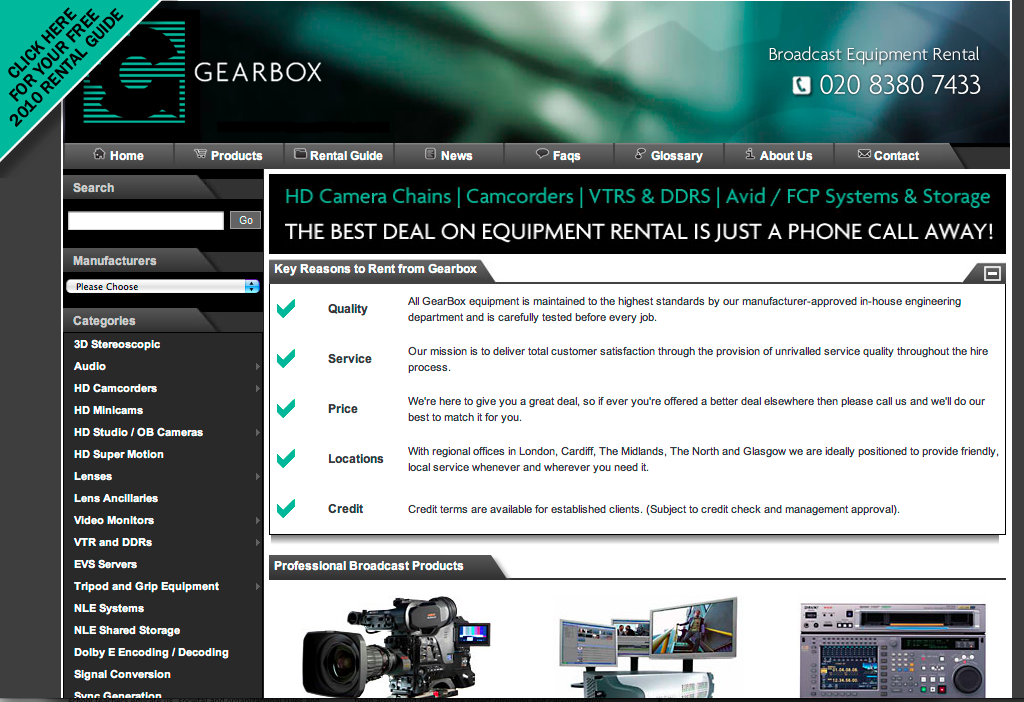 CLICK HERE
FOR YOUR FREE
2010 RENTAL GUIDE
GEARBOX
Broadcast Equipment Rental
020 8380 7433
Home
Products
Rental Guide
News
Faqs
Glossary
About Us
Contact
Search
Go
Manufacturers
Please Choose
Categories
3D Stereoscopic
Audio
HD Camcorders
HD Minicams
HD Studio / OB Cameras
HD Super Motion
Lenses
Lens Ancillaries
Video Monitors
VTR and DDRs
EVS Servers
Tripod and Grip Equipment
NLE Systems
NLE Shared Storage
Dolby E Encoding / Decoding
Signal Conversion
Sync Generation
HD Camera Chains | Camcorders | VTRS & DDRS | Avid / FCP Systems & Storage
THE BEST DEAL ON EQUIPMENT RENTAL IS JUST A PHONE CALL AWAY!
Key Reasons to Rent from Gearbox
Quality
All GearBox equipment is maintained to the highest standards by our manufacturer-approved in-house engineering
department and is carefully tested before every job.
Service
Our mission is to deliver total customer satisfaction through the provision of unrivalled service quality throughout the hire
process.
Price
We're here to give you a great deal, so if ever you're offered a better deal elsewhere then please call us and we'll do our
best to match it for you.
Locations
With regional offices in London, Cardiff, The Midlands, The North and Glasgow we are ideally positioned to provide friendly,
local service whenever and wherever you need it.
Credit
Credit terms are available for established clients. (Subject to credit check and management approval).
Professional Broadcast Products